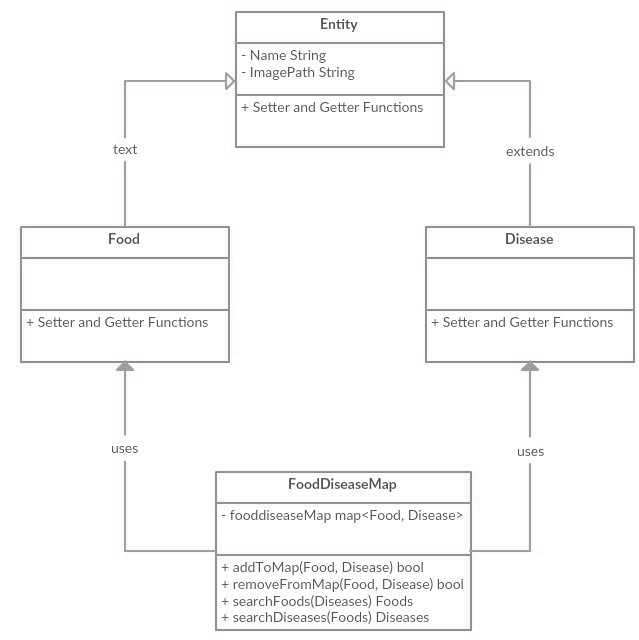 Entity
- Name String
- ImagePath String
+ Setter and Getter Functions
text
extends
Food
+ Setter and Getter Functions
Disease
+ Setter and Getter Functions
uses
uses
FoodDiseaseMap
- fooddiseaseMap map<Food, Disease>
+ addToMap(Food, Disease) bool
+ removeFromMap(Food, Disease) bool
+ searchFoods(Diseases) Foods
+ searchDiseases(Foods) Diseases